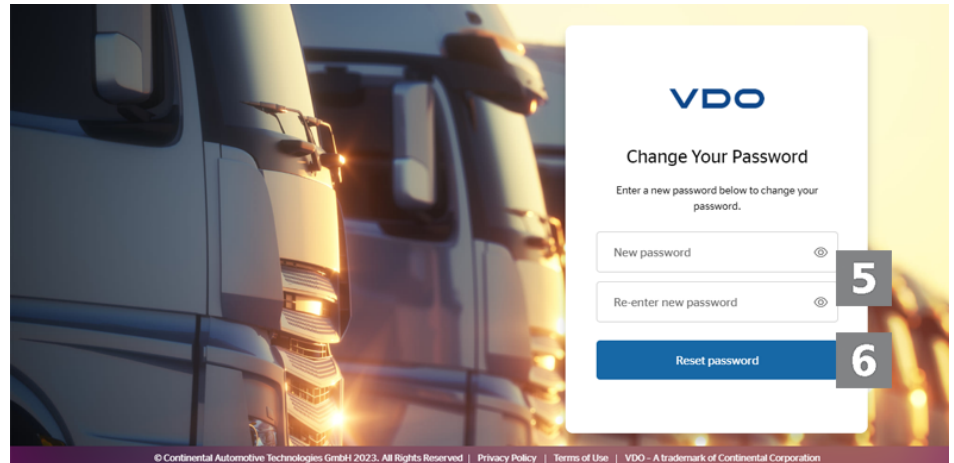 VDO
Change Your Password
Enter a new password below to change your
password.
New password
5
Re-enter new password
Reset password
6
© Continental Automotive Technologies GmbH 2023. All Rights Reserved | Privacy Policy | Terms of Use | VDO – A trademark of Continental Corporation